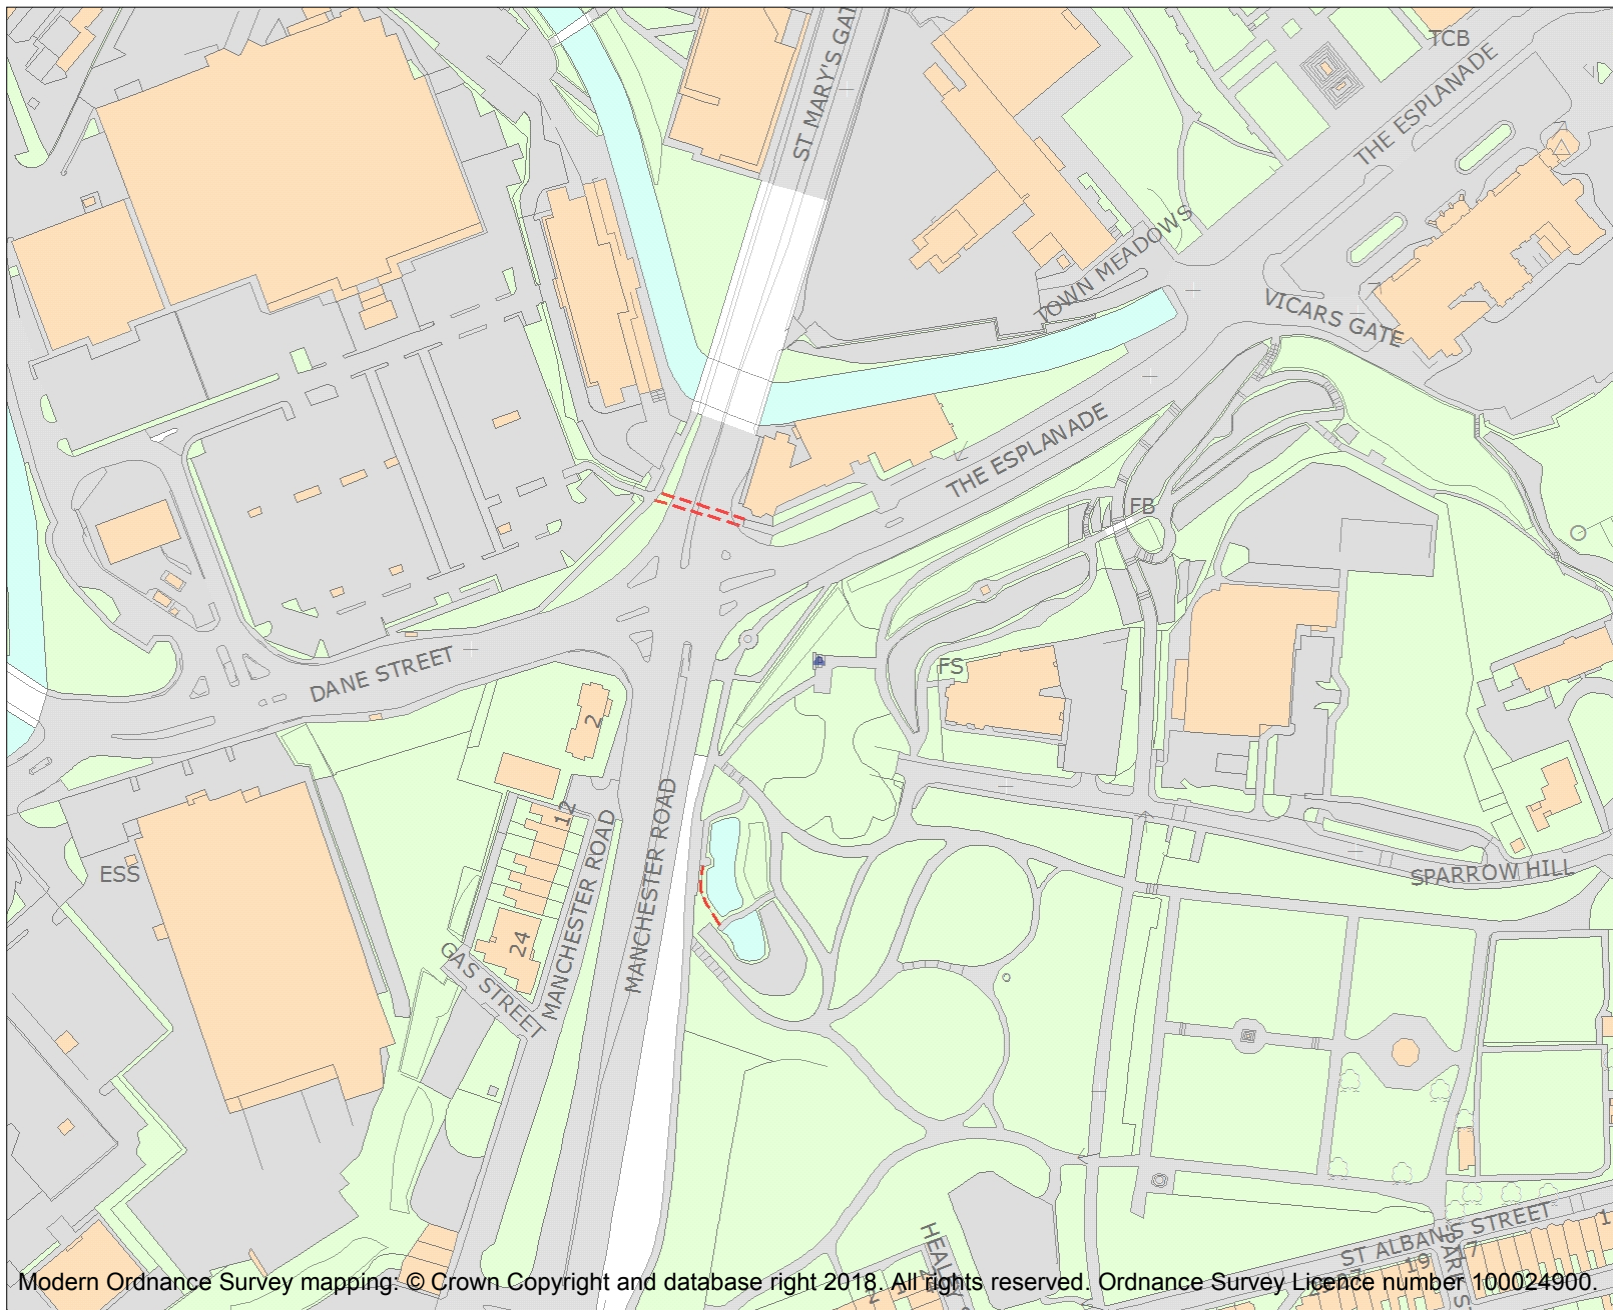 TCB
ST MARY'S GAT
THE ESPLANADE
TOWN MEADOWS
VICARS GATE
THE ESPLANADE
FB
DANE STREET
FS
2
12
MANCHESTER ROAD
MANCHESTER ROAD
ESS
SPARROW HILL
24
GAS STREET
ST ALBAN'S STREET
17
19
HEAL
Modern Ordnance Survey mapping: © Crown Copyright and database right 2018. All rights reserved. Ordnance Survey Licence number 100024900.